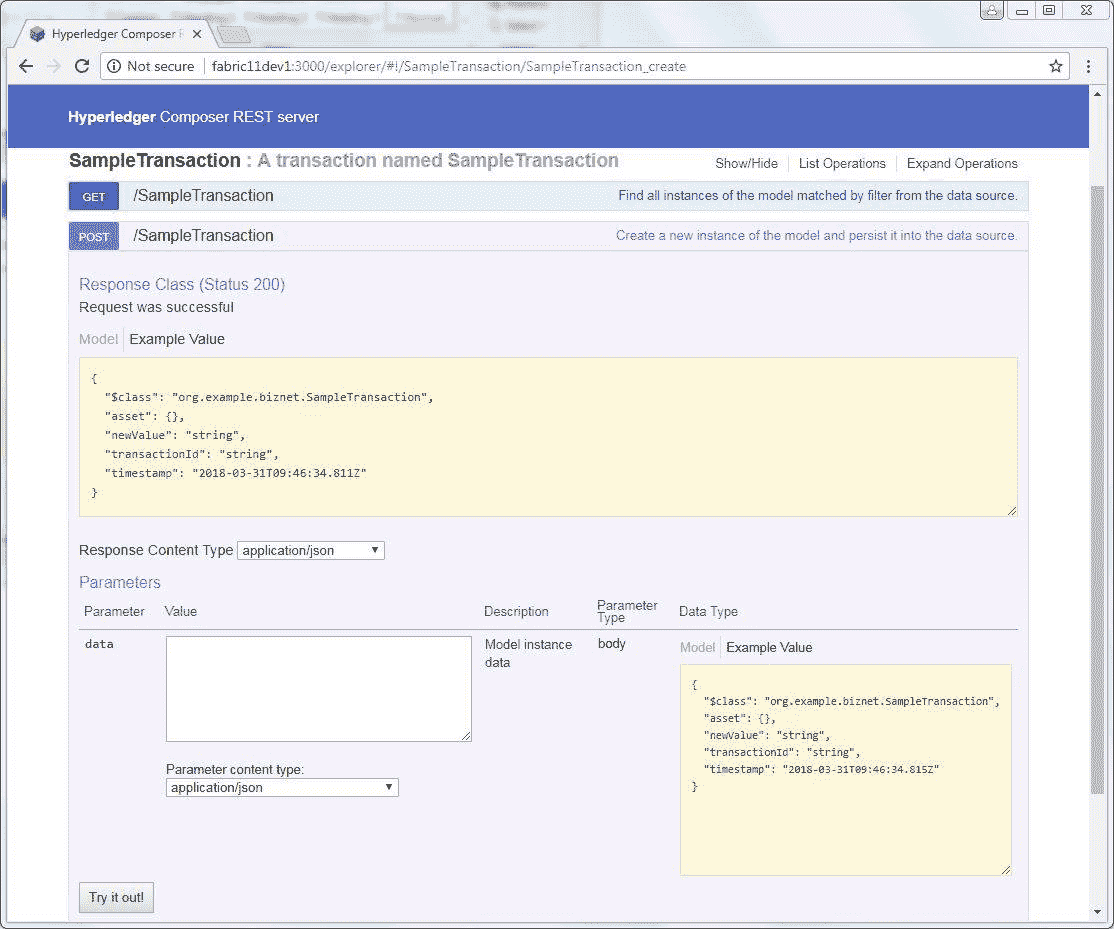 Hyperledger Composer R
Not secure fabric11dev1:3000/explorer/#!/SampleTransaction/SampleTransaction_create
Hyperledger Composer REST server
SampleTransaction : A transaction named SampleTransaction
Show/Hide List Operations Expand Operations
GET /SampleTransaction Find all instances of the model matched by filter from the data source.
POST /SampleTransaction Create a new instance of the model and persist it into the data source.
Response Class (Status 200)
Request was successful
Model Example Value
{
"$class": "org.example.biznet.SampleTransaction",
"asset": {},
"newValue": "string",
"transactionId": "string",
"timestamp": "2018-03-31T09:46:34.811Z"
}
Response Content Type application/json
Parameters
Parameter Value Description Parameter Type Data Type
data
Model instance data
body
Model Example Value
{
"$class": "org.example.biznet.SampleTransaction",
"asset": {},
"newValue": "string",
"transactionId": "string",
"timestamp": "2018-03-31T09:46:34.815Z"
}
Parameter content type:
application/json
Try it out!